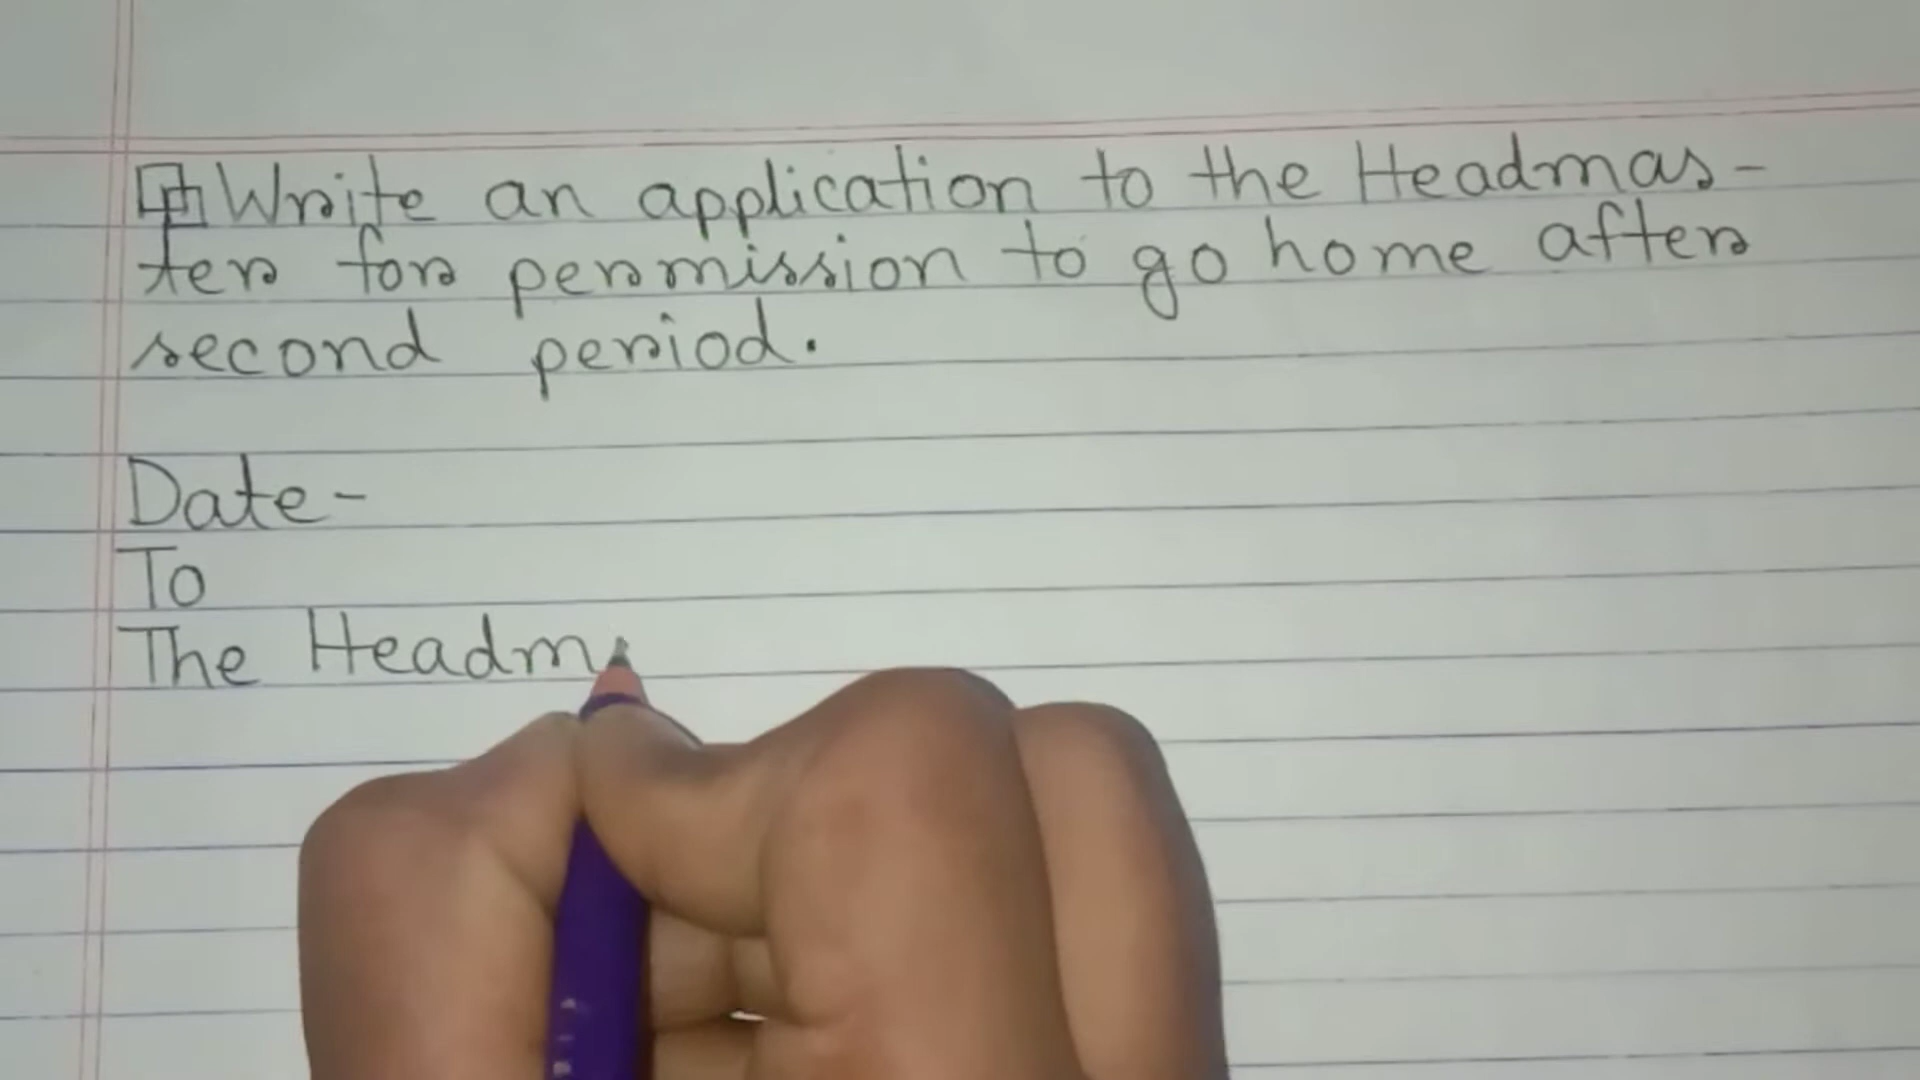 Write an application to the Headmas-
ter for permission to go home after
second period.
Date-
To
The Headm